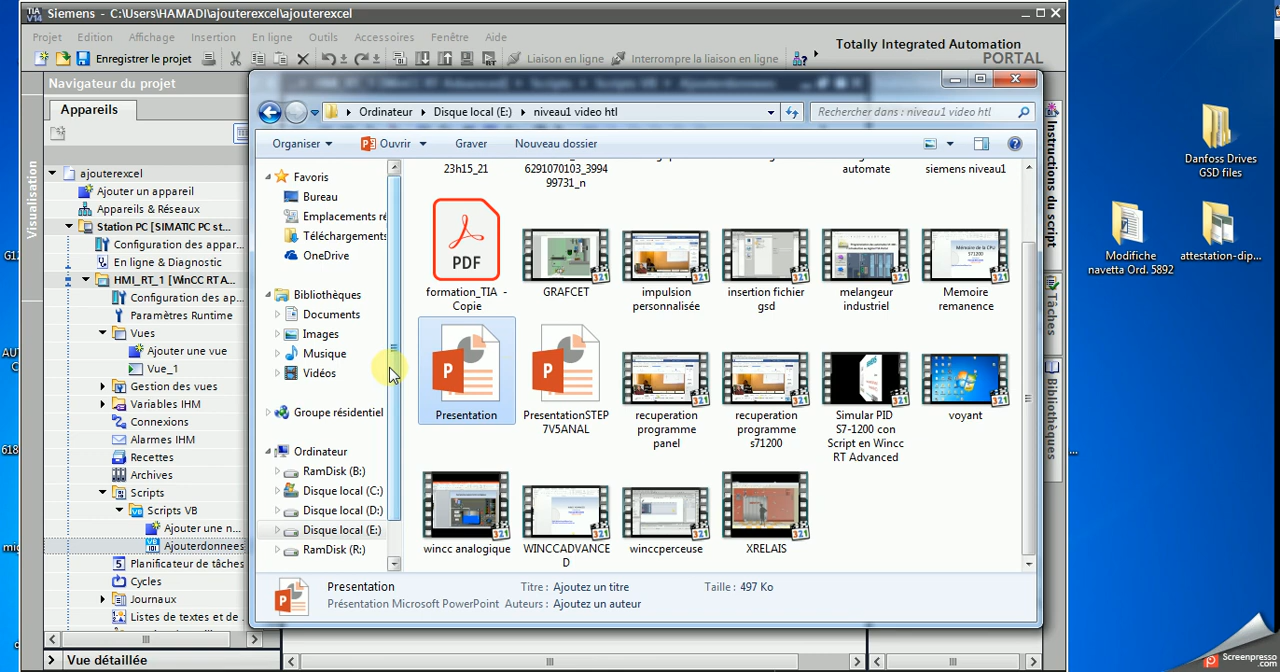 TIA
V14
Siemens - C:\Users\HAMADI\ajouterexcel\ajouterexcel
Projet Edition Affichage Insertion En ligne Outils Accessoires Fenêtre Aide
Enregistrer le projet
Liaison en ligne
Interrompre la liaison en ligne
Totally Integrated Automation
PORTAL
Navigateur du projet
Appareils
Visualisation
ajouterexcel
Ajouter un appareil
Appareils & Réseaux
Station PC [SIMATIC PC st...
Configuration des appar...
En ligne & Diagnostic
HMI_RT_1 [WinCC RT A...
Configuration des ap...
Paramètres Runtime
Vues
Ajouter une vue
Vue_1
Gestion des vues
Variables IHM
Connexions
Alarmes IHM
Recettes
Archives
Scripts
Scripts VB
Ajouter une n...
Ajouterdonnees
Planificateur de tâches
Cycles
Journaux
Listes de textes et de ...
Vue détaillée
Ordinateur
Disque local (E:)
niveau1 video htl
Rechercher dans : niveau1 video htl
Organiser
Ouvrir
Graver
Nouveau dossier
Favoris
Bureau
Emplacements ré
Téléchargements
OneDrive
Bibliothèques
Documents
Images
Musique
Vidéos
Groupe résidentiel
Ordinateur
RamDisk (B:)
Disque local (C:)
Disque local (D:)
Disque local (E:)
RamDisk (R:)
23h15_21
6291070103_3994
99731_n
automate
siemens niveau1
PDF
formation_TIA -
Copie
GRAFCET
impulsion
personnalisée
insertion fichier
gsd
melangeur
industriel
Mémoire de la CPU
S71200
Memoire
remanence
Presentation
PresentationSTEP
7V5ANAL
recuperation
programme
panel
recuperation
programme
s71200
Simular PID
S7-1200 con
Script en Wincc
RT Advanced
voyant
wincc analogique
WINCCADVANCE
D
winccperceuse
XRELAIS
Presentation
Titre : Ajoutez un titre
Taille : 497 Ko
Présentation Microsoft PowerPoint
Auteurs : Ajoutez un auteur
Instructions du script
Tâches
Bibliothèques
Danfoss Drives
GSD files
Modifiche
navetta Ord. 5892
attestation-dip...
Screenpresso
.com